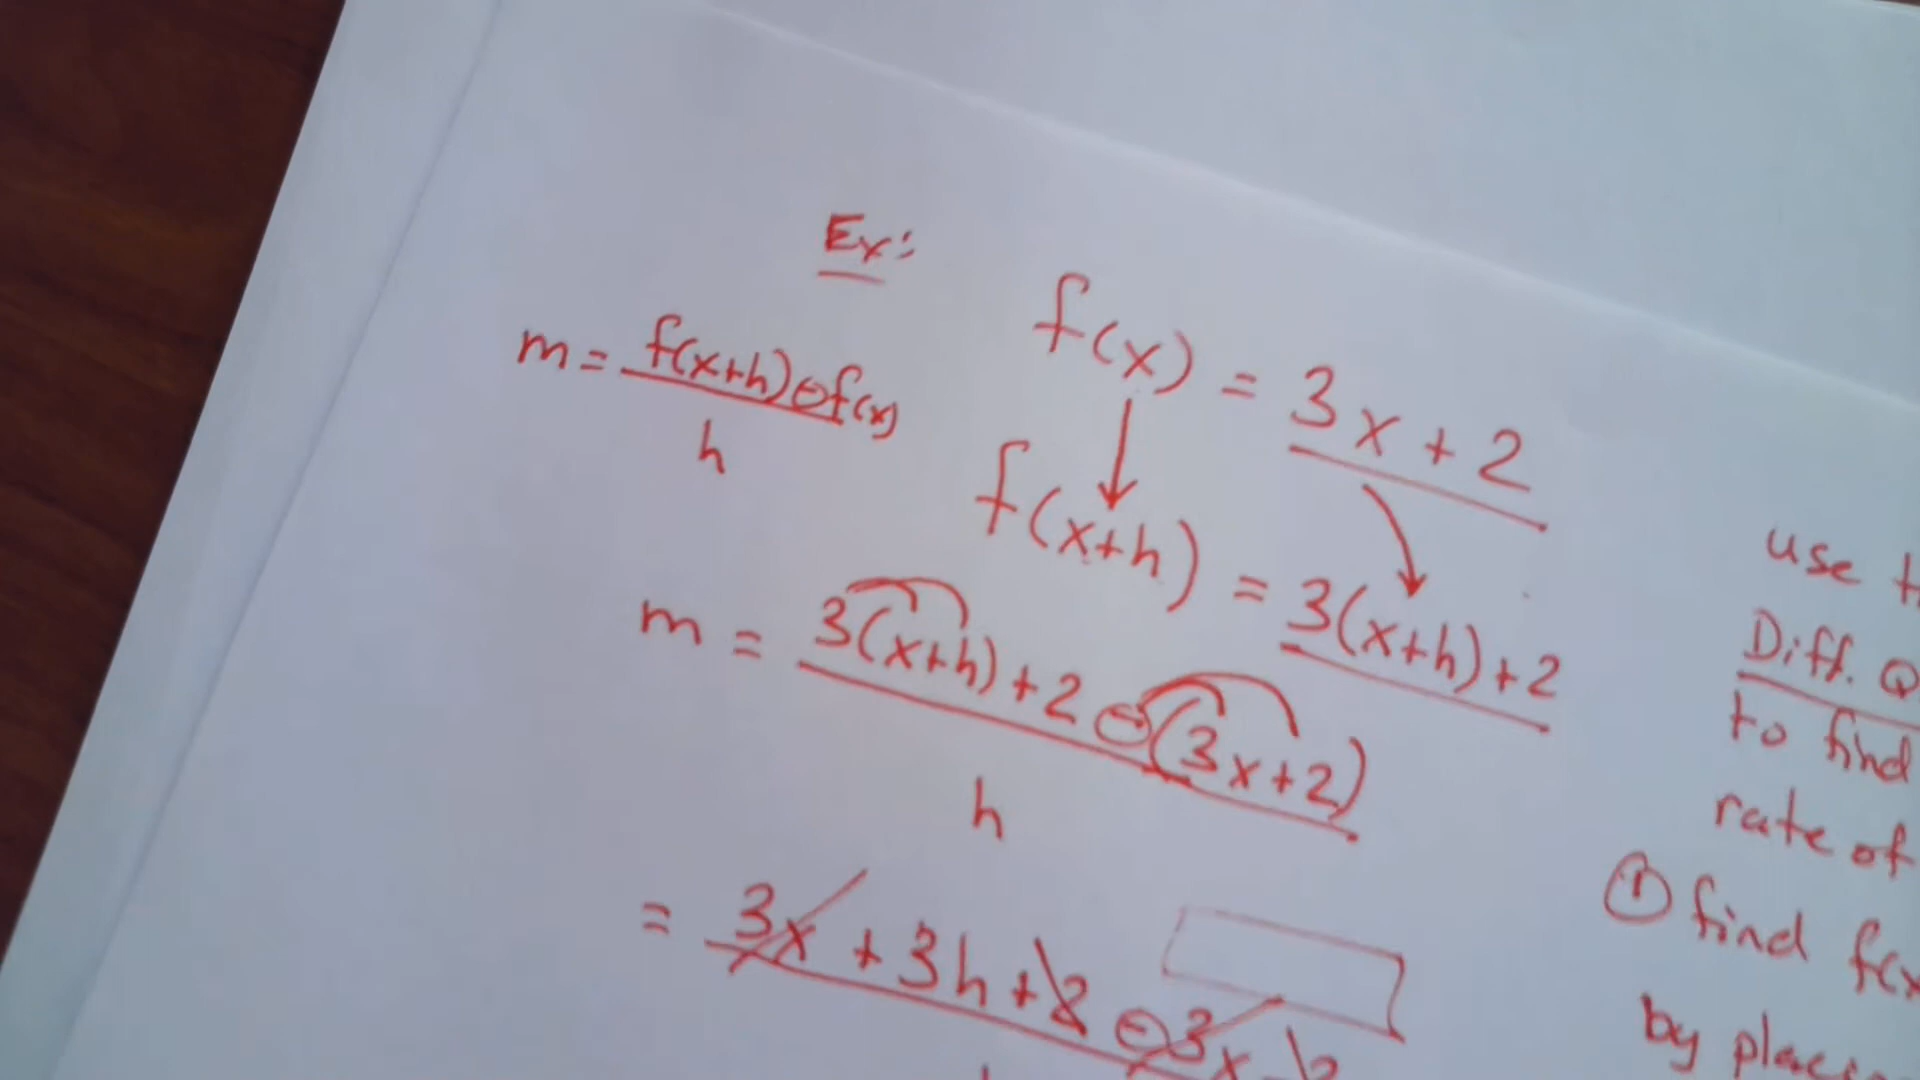 Ex:
f(x) = 3x + 2
m = f(x+h) - f(x)
h
f(x+h) = 3(x+h) + 2
m = 3(x+h) + 2 - (3x + 2)
h
= 3x + 3h + 2 - 3x - 2
use
Diff. Q
to find
rate of
① find f(x
by